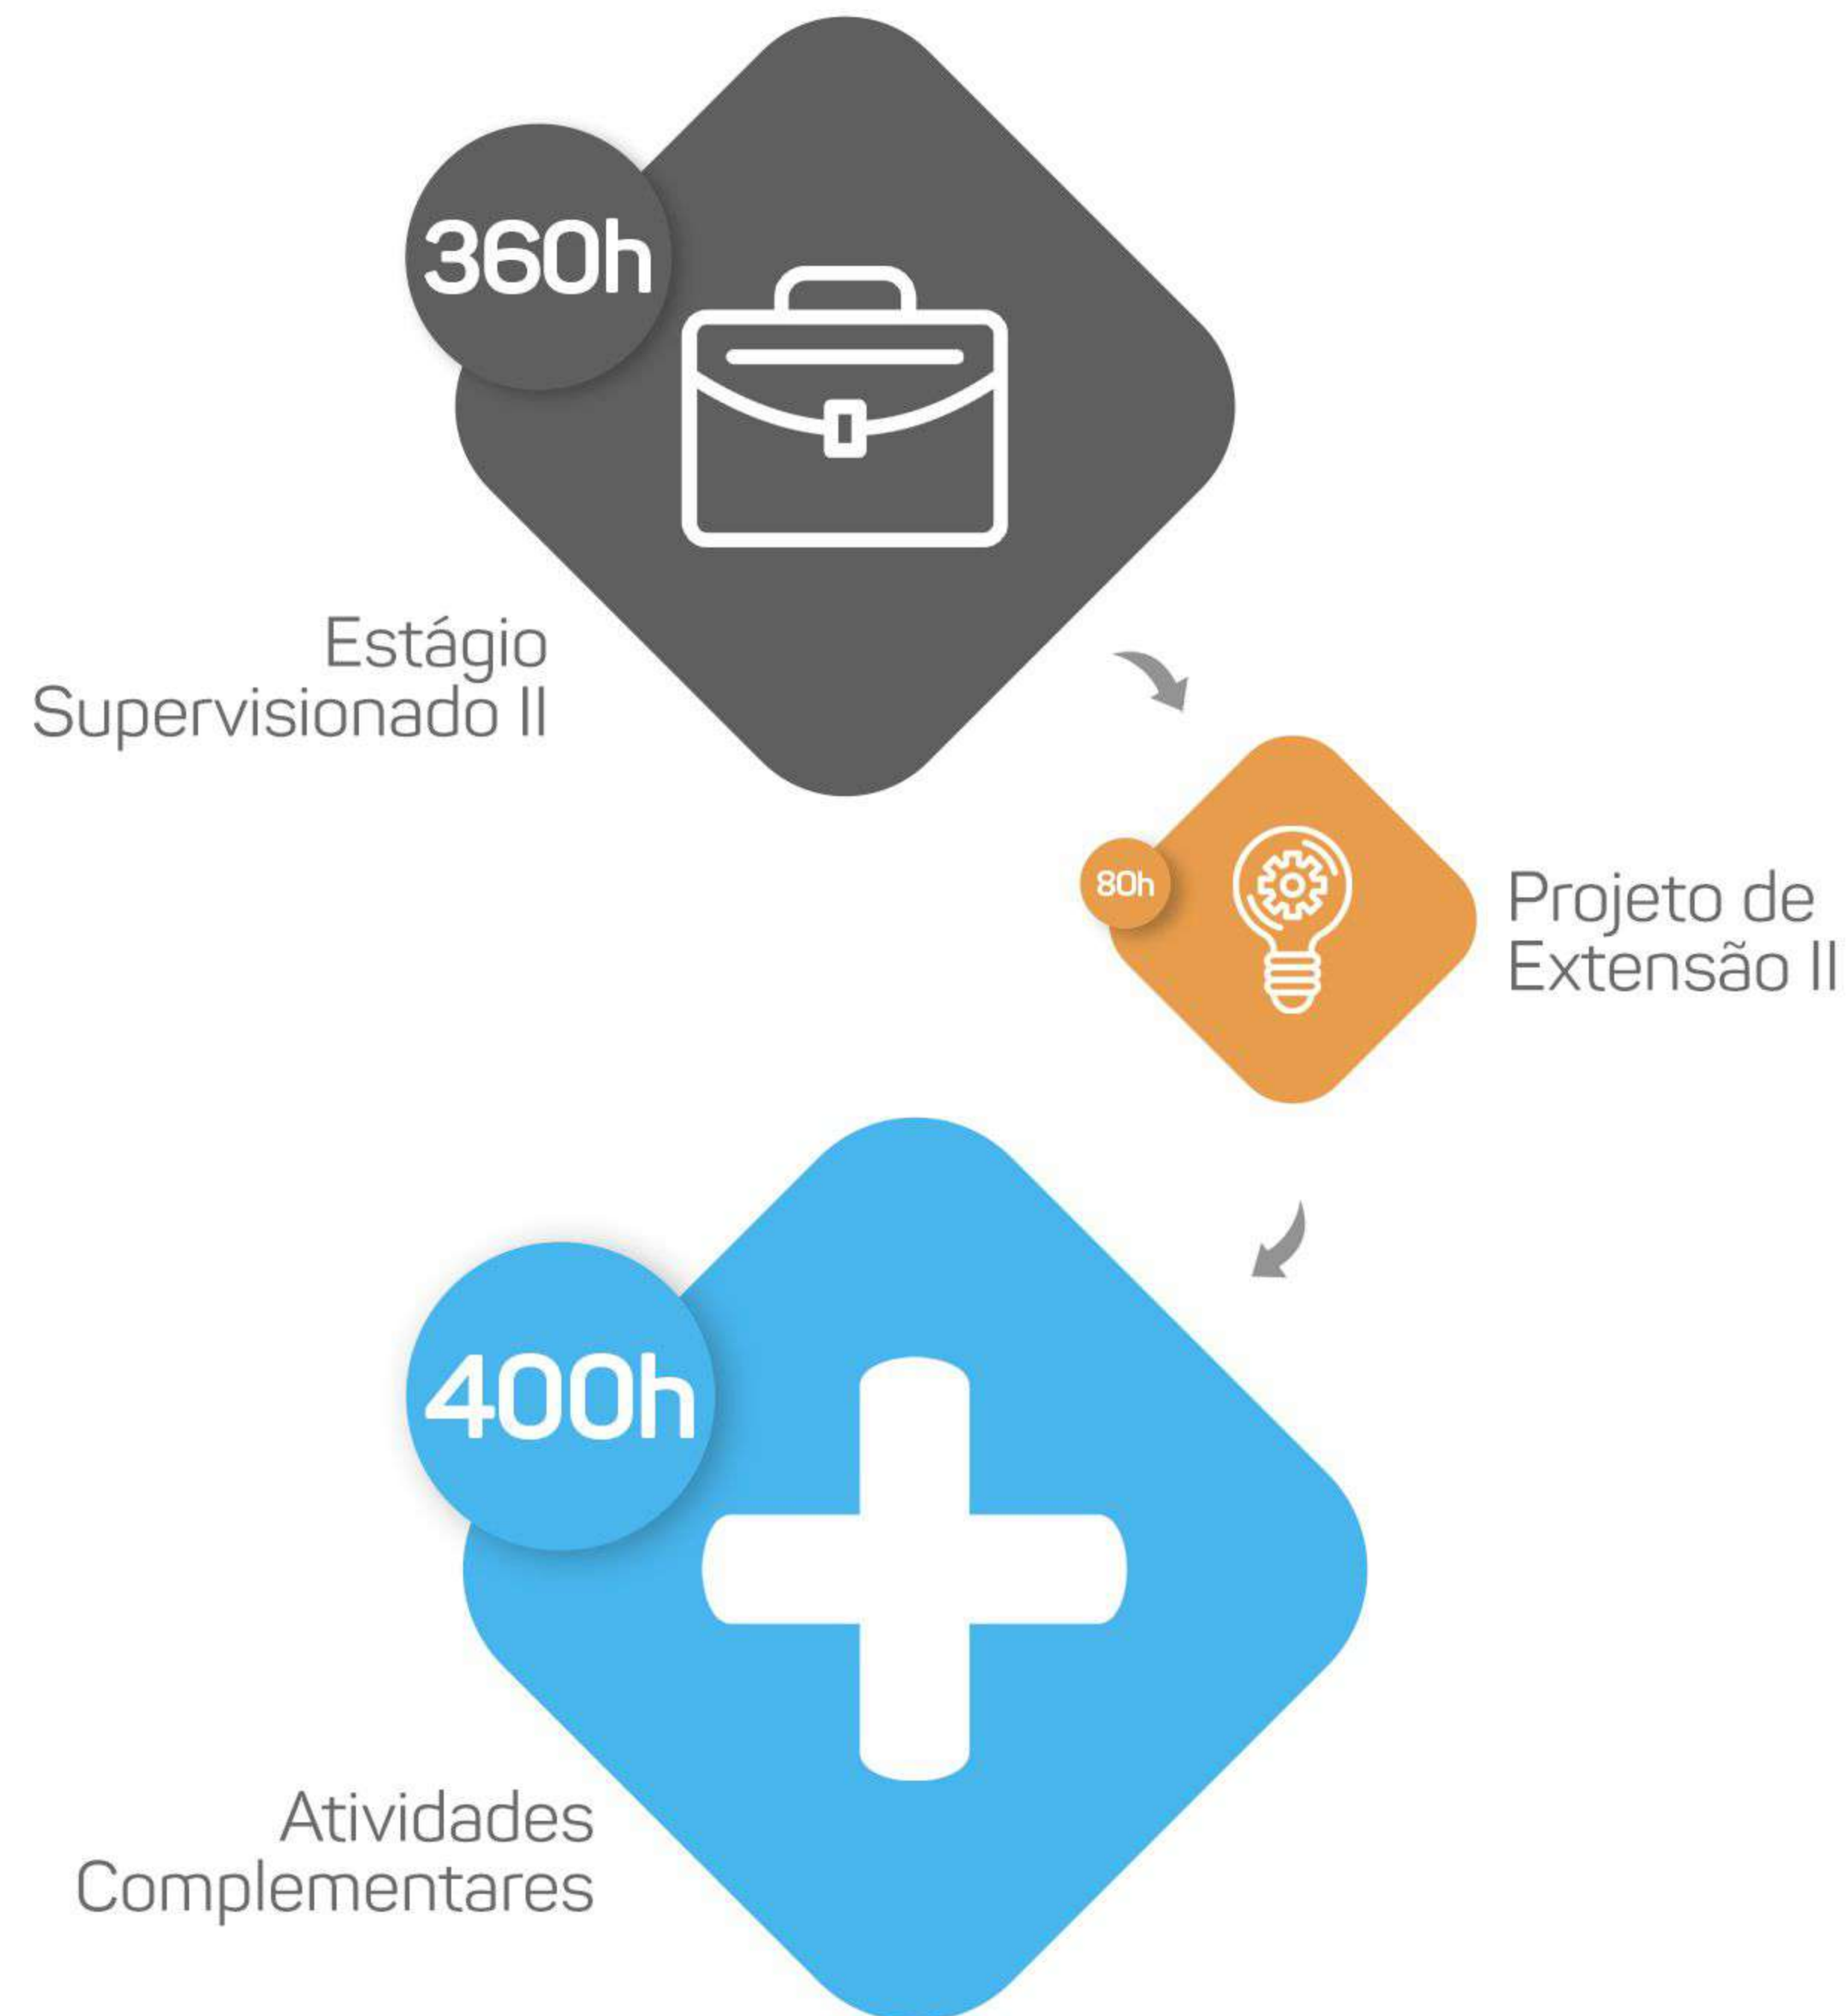 360h
Estágio
Supervisionado II
80h
Projeto de
Extensão II
400h
Atividades
Complementares